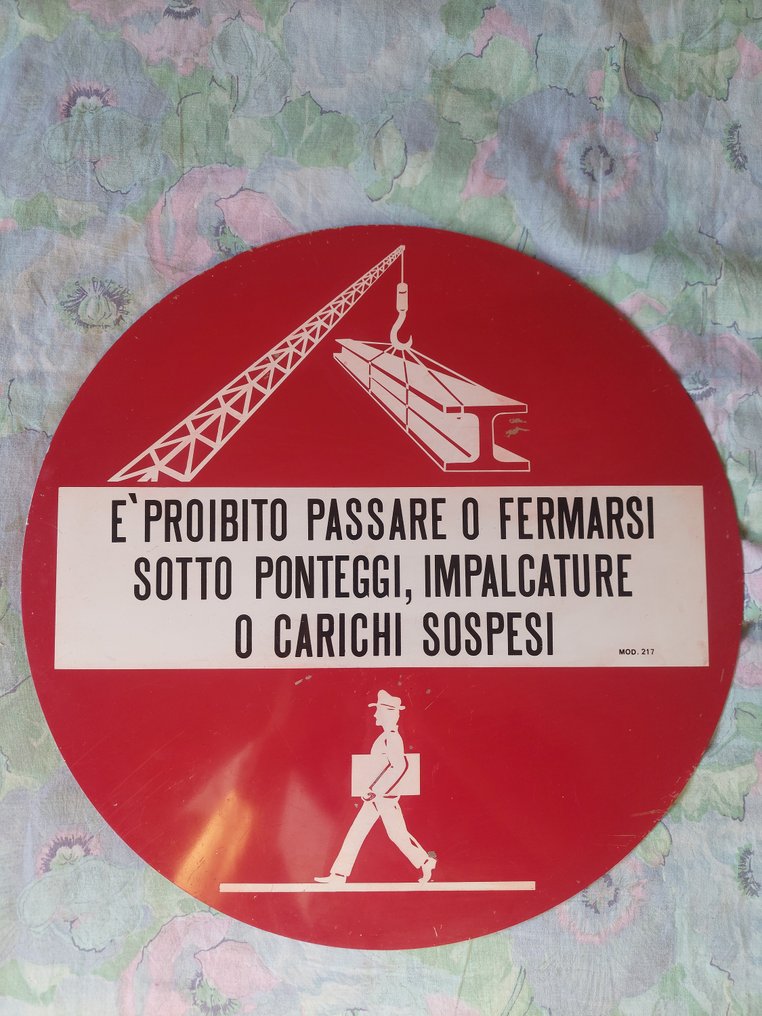 E`PROIBITO PASSARE O FERMARSI
SOTTO PONTEGGI, IMPALCATURE
O CARICHI SOSPESI
MOD. 217